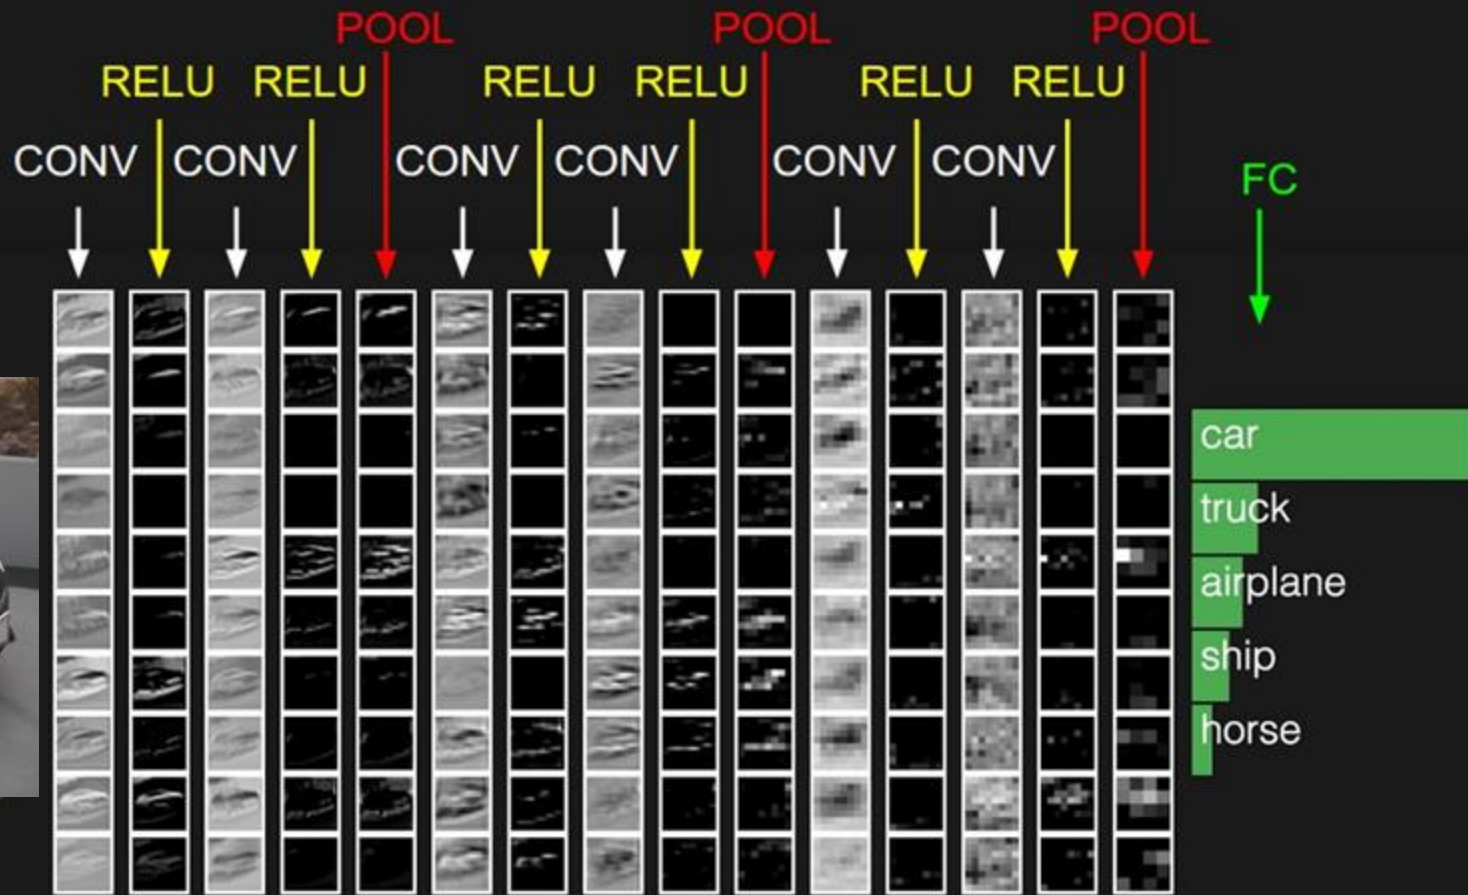 POOL POOL POOL
RELU RELU RELU RELU RELU RELU
CONV CONV CONV CONV CONV CONV
FC
car
truck
airplane
ship
horse